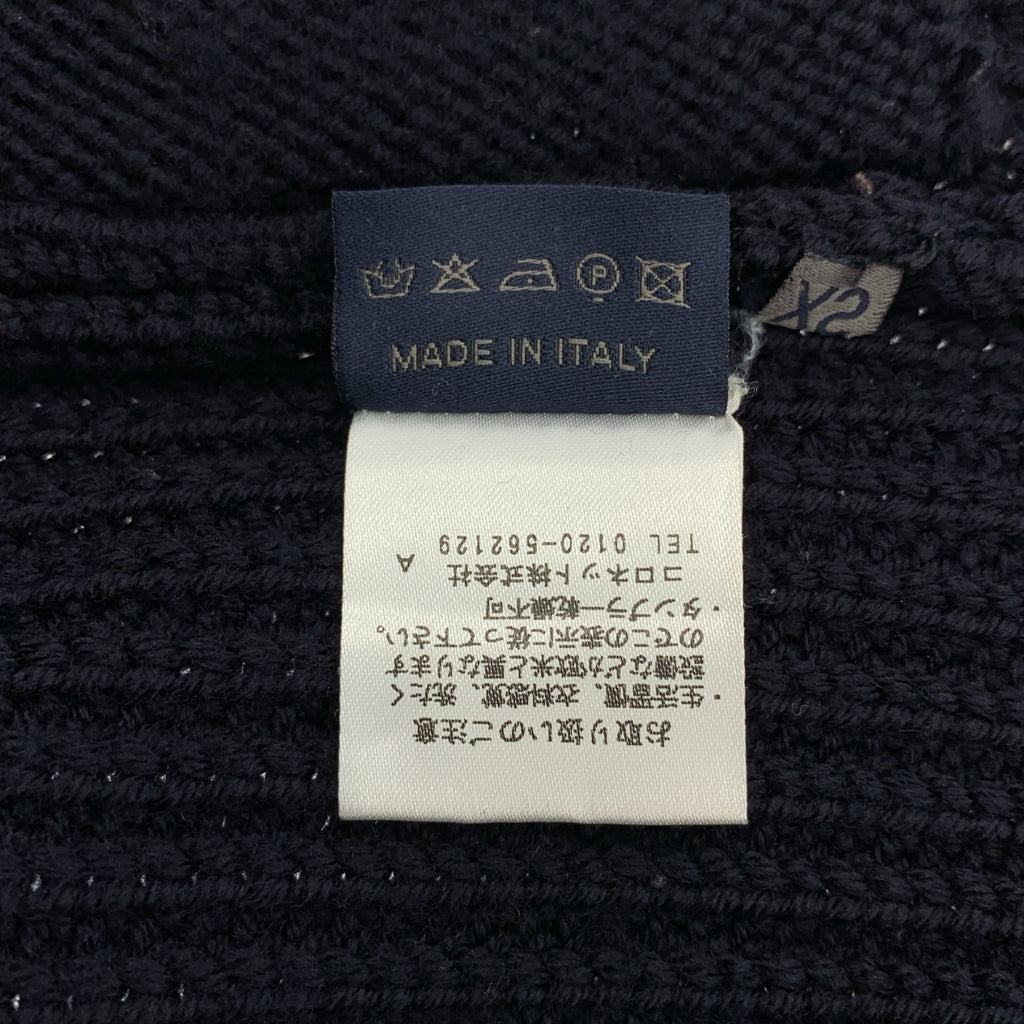 P
MADE IN ITALY
XS
お取り扱いのご注意
・生活習慣、衣料感覚、洗たく
設備などが欧米と異なります
のでこの表示に従って下さい。
・タンブラー乾燥不可
コロネット株式会社 A
TEL 0120-562129